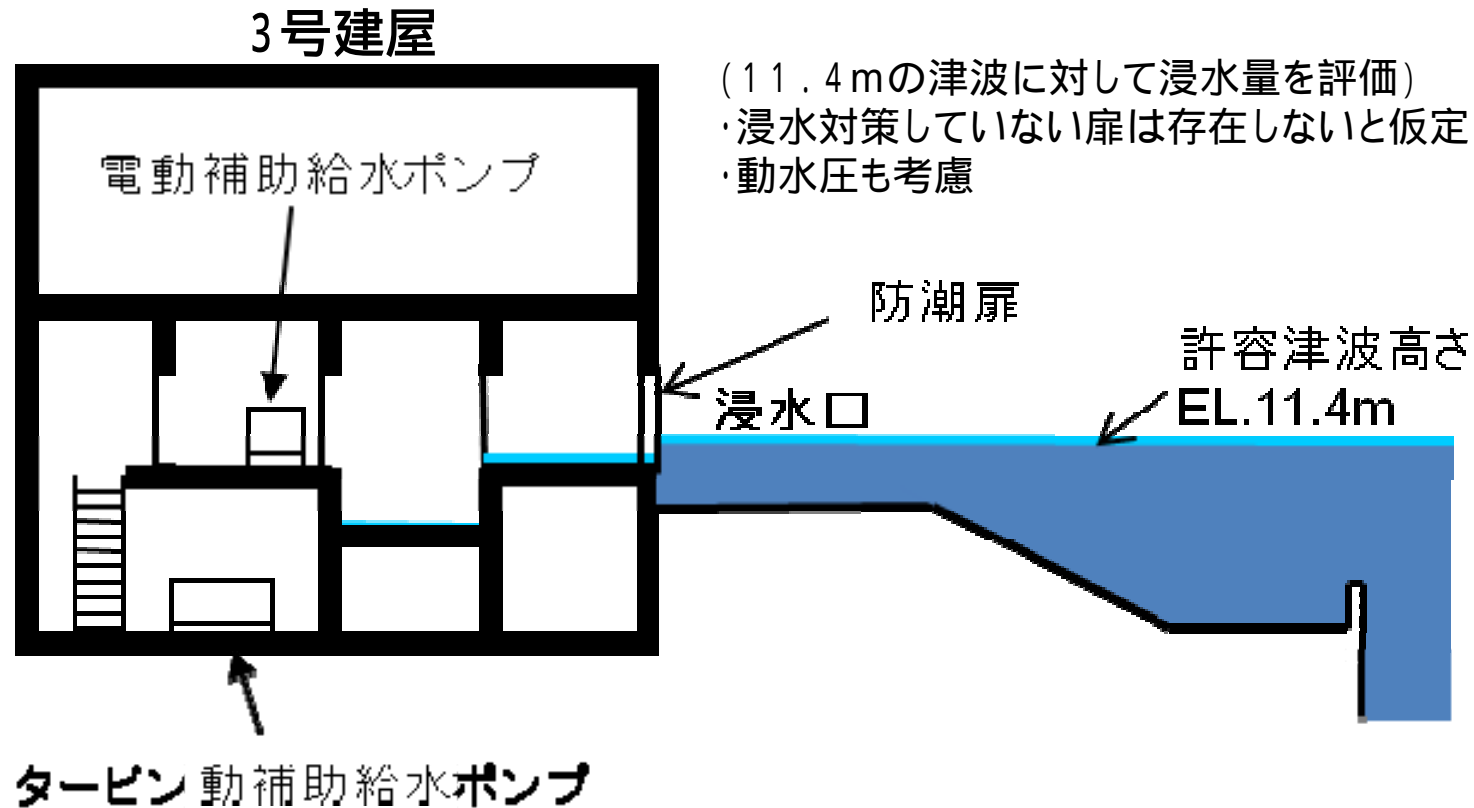 3号建屋
(11.4mの津波に対して浸水量を評価)
・浸水対策していない扉は存在しないと仮定
・動水圧も考慮
電動補助給水ポンプ
防潮扉
許容津波高さ
EL.11.4m
浸水口
タービン動補助給水ポンプ